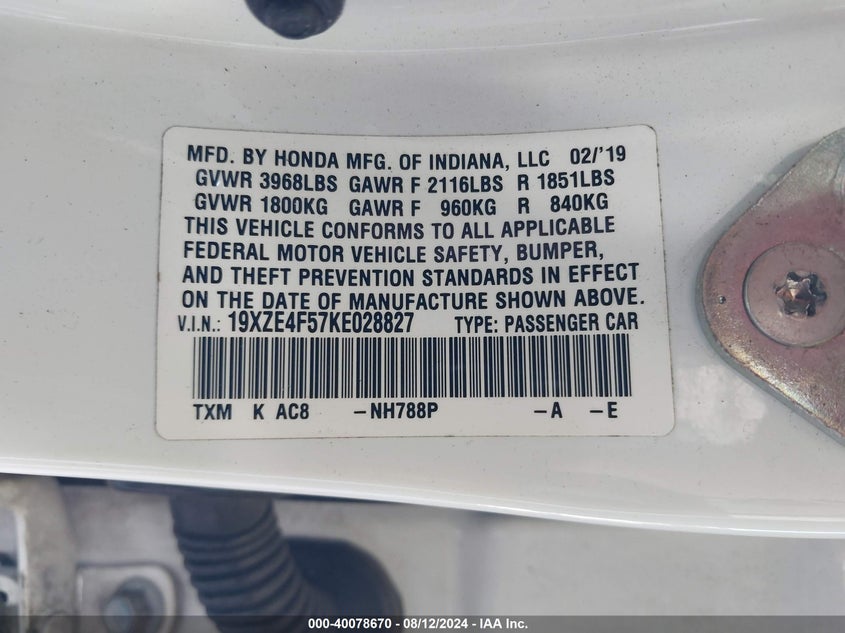 MFD. BY HONDA MFG. OF INDIANA, LLC 02/'19
GVWR 3968LBS GAWR F 2116LBS R 1851LBS
GVWR 1800KG GAWR F 960KG R 840KG
THIS VEHICLE CONFORMS TO ALL APPLICABLE
FEDERAL MOTOR VEHICLE SAFETY, BUMPER,
AND THEFT PREVENTION STANDARDS IN EFFECT
ON THE DATE OF MANUFACTURE SHOWN ABOVE.
V.I.N.: 19XZE4F57KE028827 TYPE: PASSENGER CAR
TXM K AC8 -NH788P -A -E
000-40078670 - 08/12/2024 - IAA Inc.